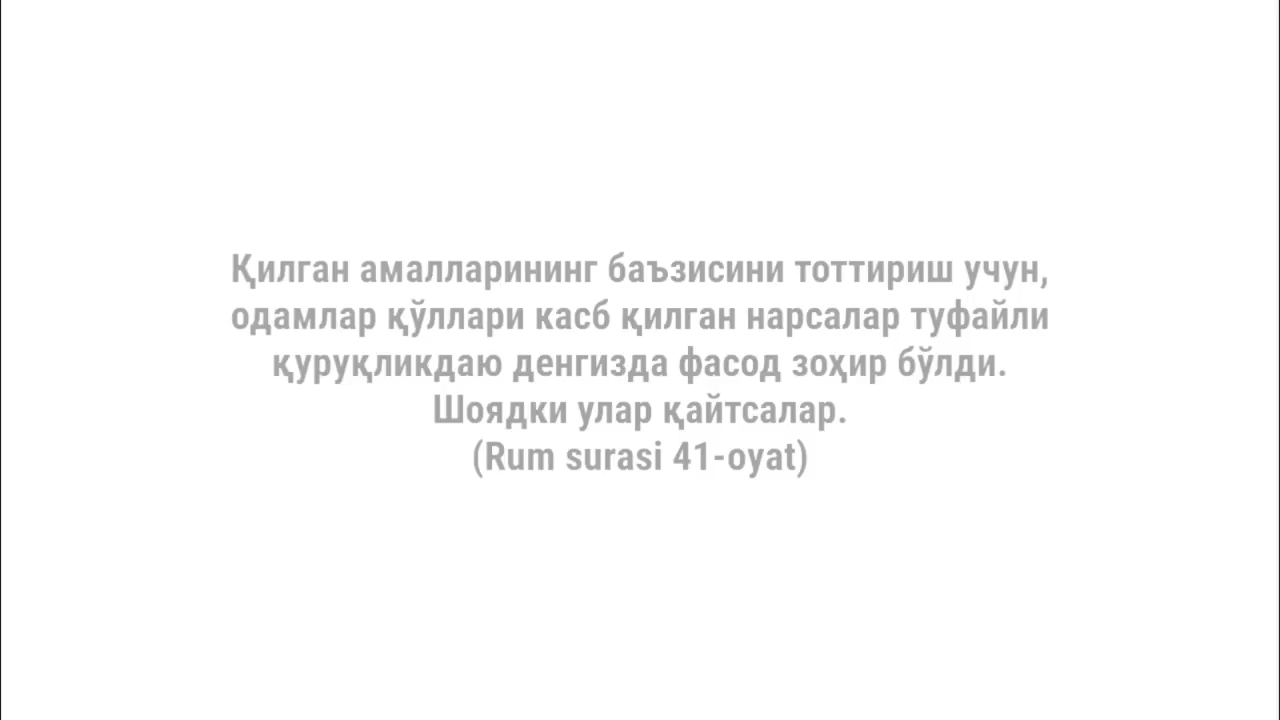 Қилган амалларининг баъзисини тоттириш учун,
одамлар қўллари касб қилган нарсалар туфайли
қуруқликдаю денгизда фасод зоҳир бўлди.
Шоядки улар қайтсалар.
(Rum surasi 41-oyat)